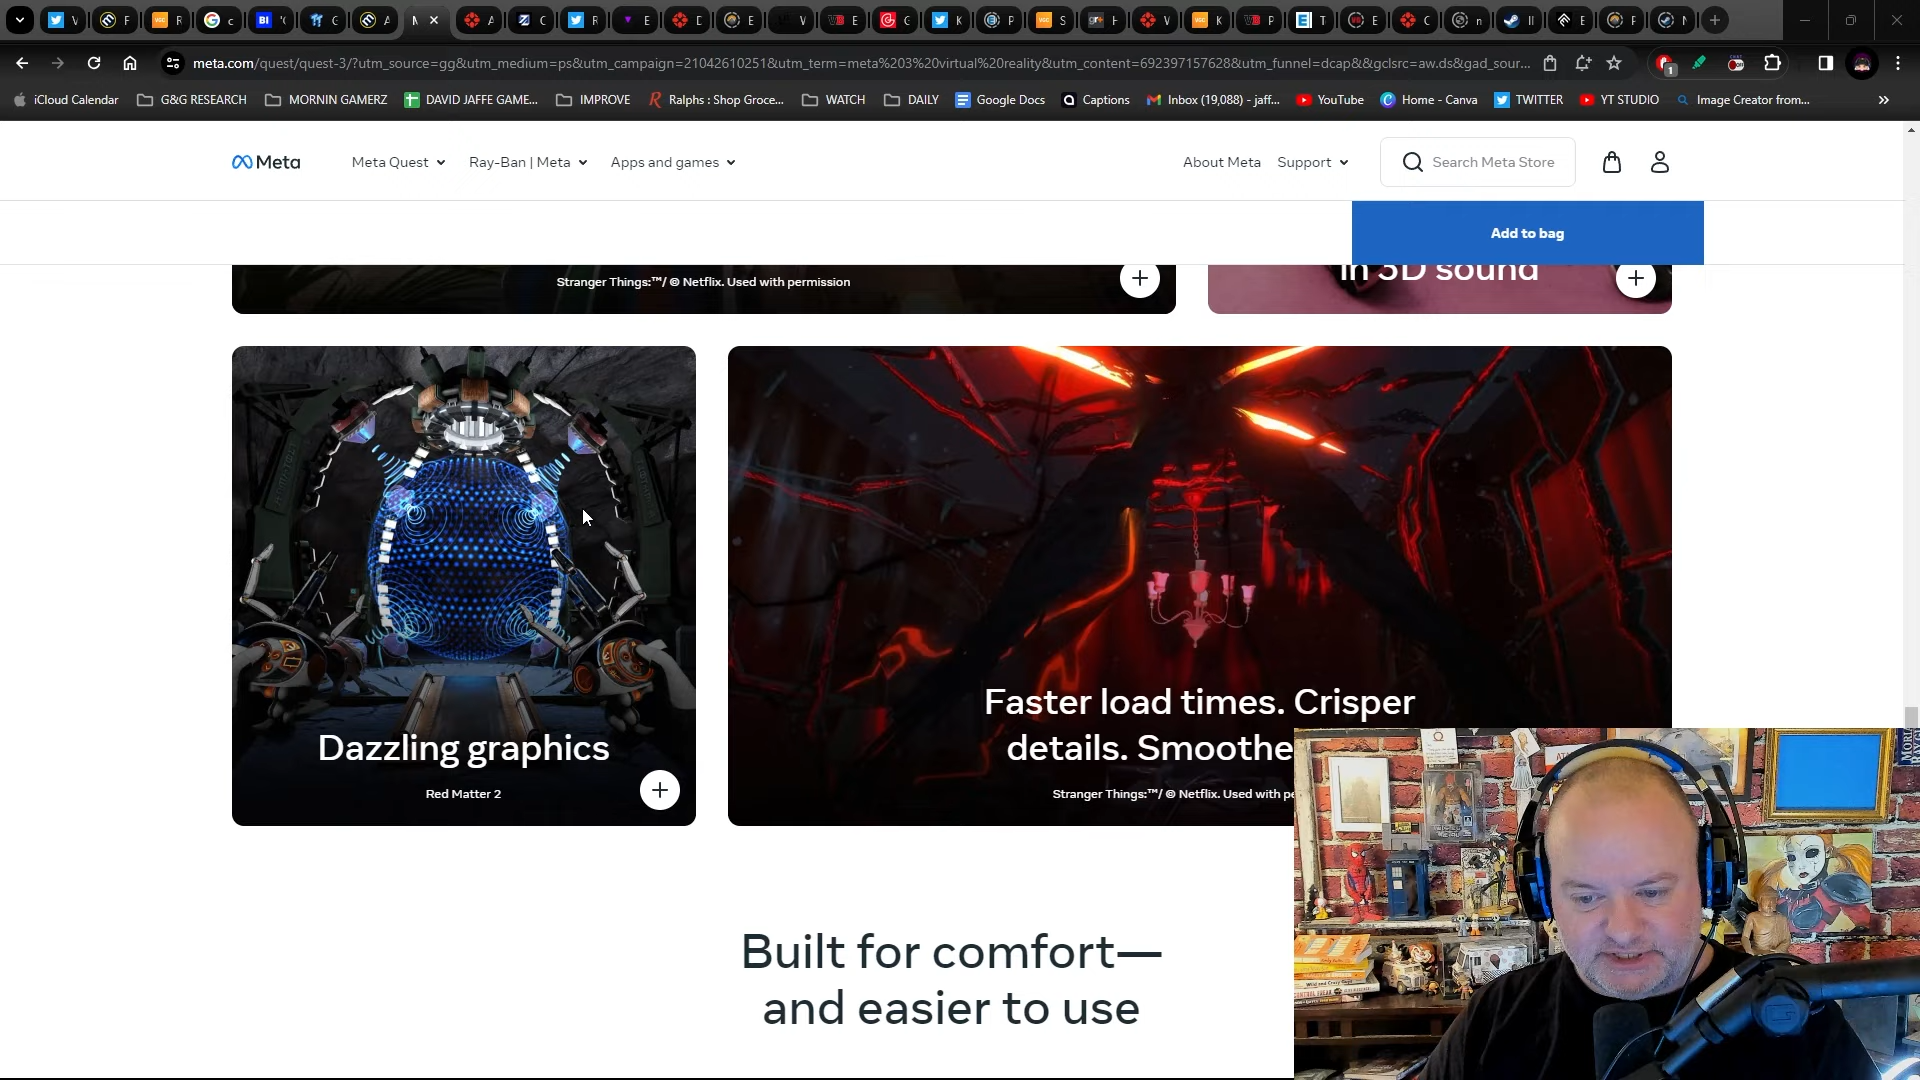 V F R C BI 'C C E A M A C R E D E V E C K P S H V K P E T E C n II E F N
meta.com/quest/quest-3/?utm_source=gg&utm_medium=ps&utm_campaign=21042610251&utm_term=meta%203%20virtual%20reality&utm_content=692397157628&utm_funnel=dcap&&gclsrc=aw.ds&gad_sour...
iCloud Calendar G&G RESEARCH MORNIN GAMERZ DAVID JAFFE GAME... IMPROVE Ralphs : Shop Groce... WATCH DAILY Google Docs Captions Inbox (19,088) - jaff... YouTube Home - Canva TWITTER YT STUDIO Image Creator from... »
Meta Meta Quest Ray-Ban | Meta Apps and games About Meta Support Search Meta Store
Add to bag
Stranger Things:™/ © Netflix. Used with permission
in 3D sound
Dazzling graphics
Red Matter 2
Faster load times. Crisper
details. Smoothe
Stranger Things:™/ © Netflix. Used with pe
Built for comfort—
and easier to use